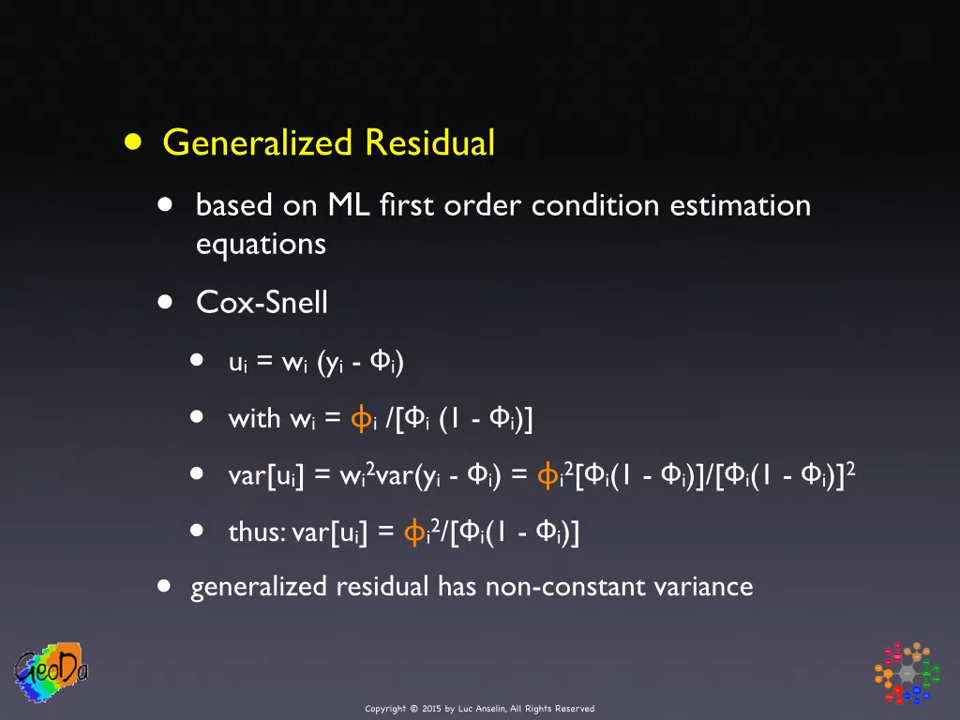 • Generalized Residual
• based on ML first order condition estimation
equations
• Cox-Snell
• uᵢ = wᵢ (yᵢ - Φᵢ)
• with wᵢ = ϕᵢ /[Φᵢ (1 - Φᵢ)]
• var[uᵢ] = wᵢ²var(yᵢ - Φᵢ) = ϕᵢ²[Φᵢ(1 - Φᵢ)]/[Φᵢ(1 - Φᵢ)]²
• thus: var[uᵢ] = ϕᵢ²/[Φᵢ(1 - Φᵢ)]
• generalized residual has non-constant variance
GeoDa
Copyright © 2015 by Luc Anselin, All Rights Reserved